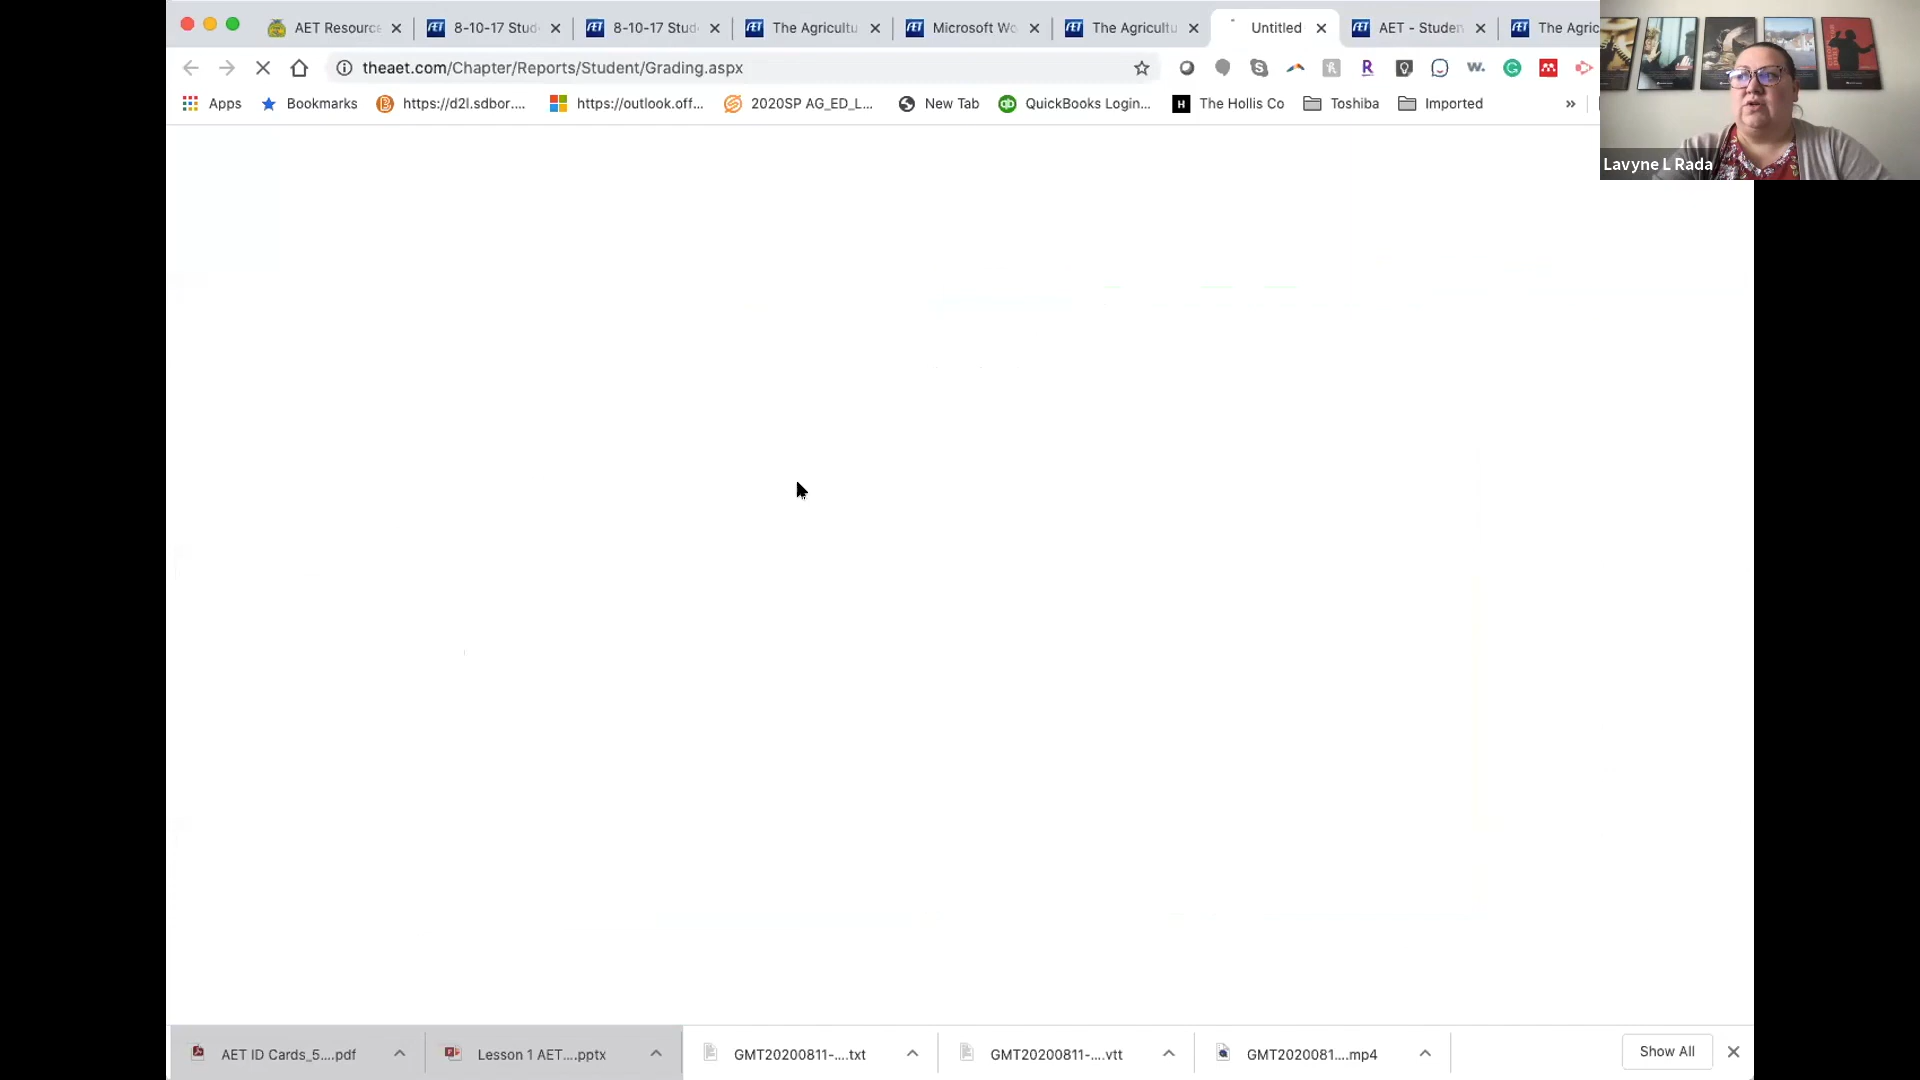 AET Resource
8-10-17 Stud
8-10-17 Stud
The Agricultu
Microsoft Wo
The Agricultu
Untitled
AET - Studen
The Agric
theaet.com/Chapter/Reports/Student/Grading.aspx
Apps
Bookmarks
https://d2l.sdbor....
https://outlook.off...
2020SP AG_ED_L...
New Tab
QuickBooks Login...
The Hollis Co
Toshiba
Imported
»
Lavyne L Rada
AET ID Cards_5....pdf
Lesson 1 AET....pptx
GMT20200811-....txt
GMT20200811-....vtt
GMT2020081....mp4
Show All